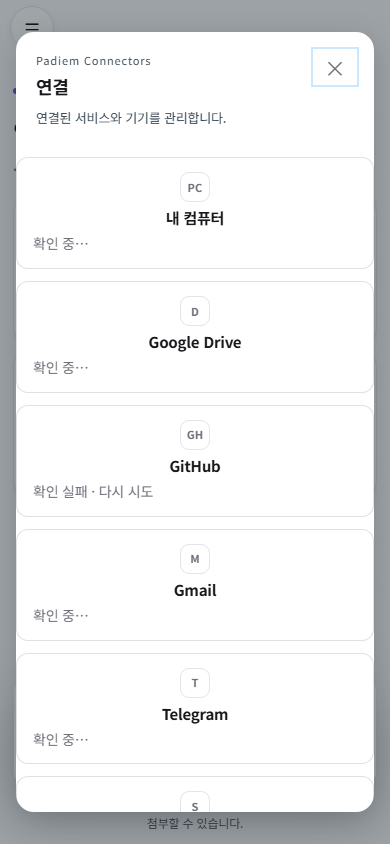 Padiem Connectors
연결
연결된 서비스와 기기를 관리합니다.
PC
내 컴퓨터
확인 중···
D
Google Drive
확인 중···
GH
GitHub
확인 실패 · 다시 시도
M
Gmail
확인 중···
T
Telegram
확인 중···
S
첨부할 수 있습니다.